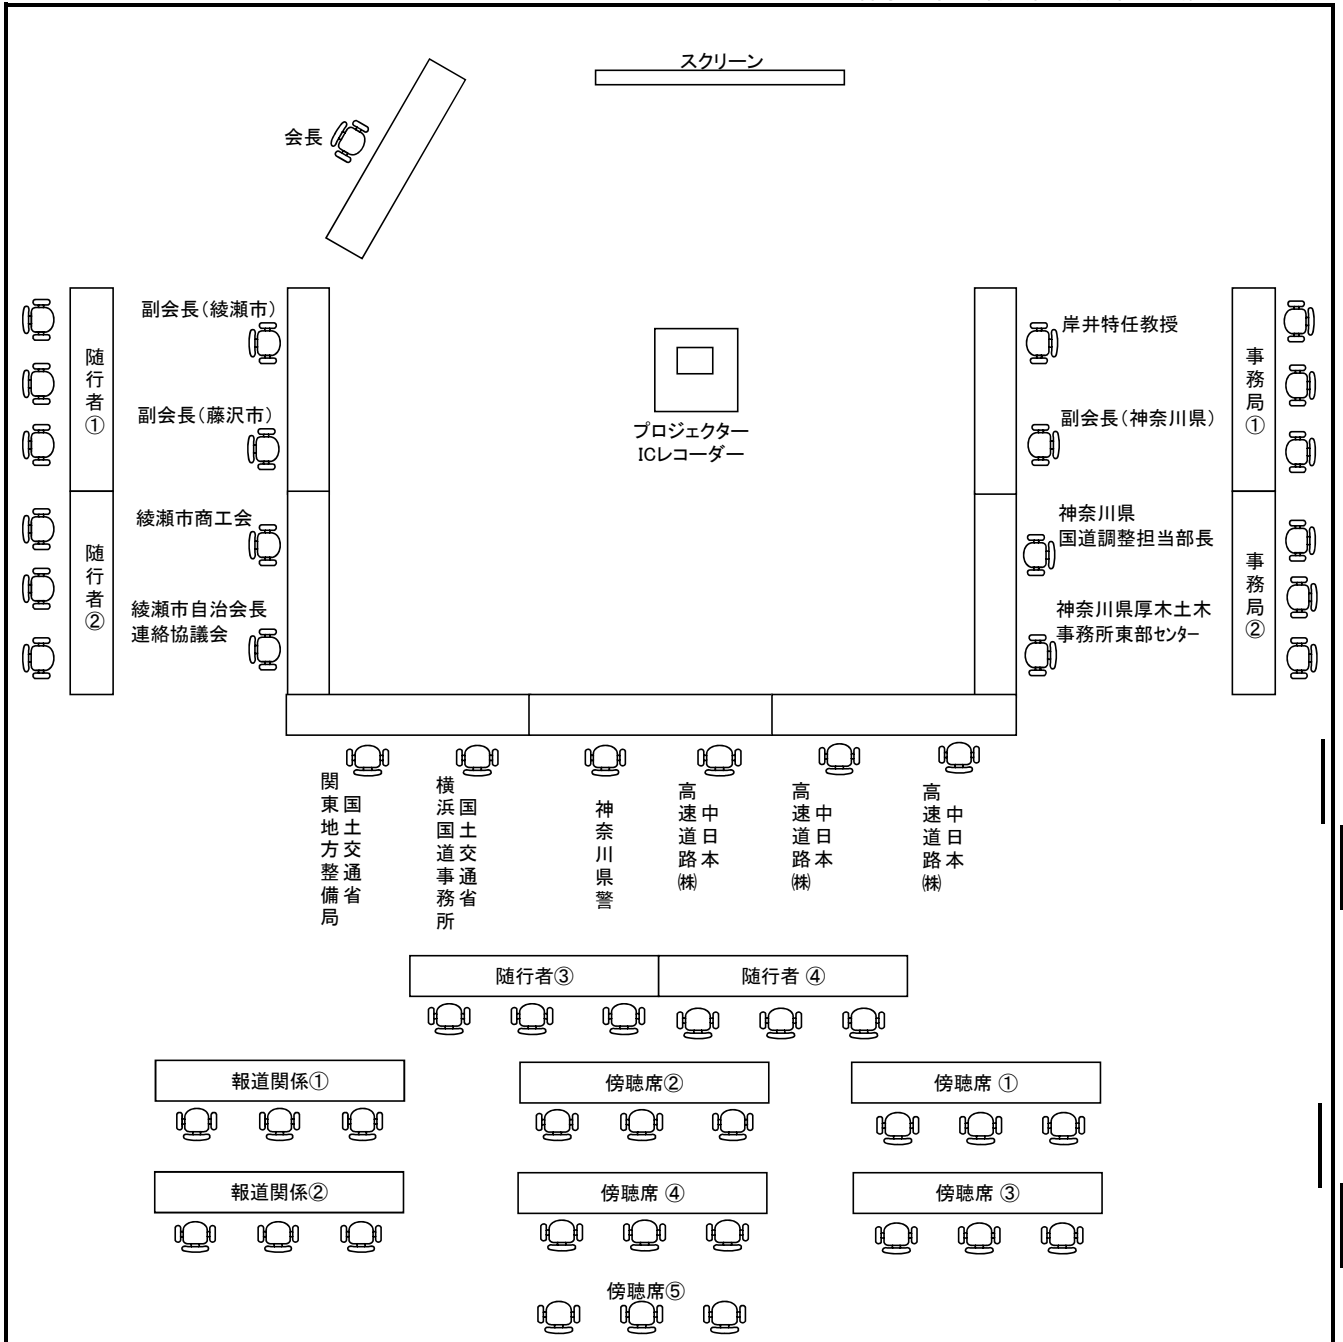 スクリーン
会長
副会長(綾瀬市)
副会長(藤沢市)
綾瀬市商工会
綾瀬市自治会長
連絡協議会
随行者①
随行者②
プロジェクター
ICレコーダー
岸井特任教授
副会長(神奈川県)
神奈川県
国道調整担当部長
神奈川県厚木土木
事務所東部センター
事務局①
事務局②
国土交通省
関東地方整備局
国土交通省
横浜国道事務所
神奈川県警
中日本
高速道路㈱
中日本
高速道路㈱
中日本
高速道路㈱
随行者③
随行者 ④
報道関係①
傍聴席②
傍聴席 ①
報道関係②
傍聴席 ④
傍聴席 ③
傍聴席⑤